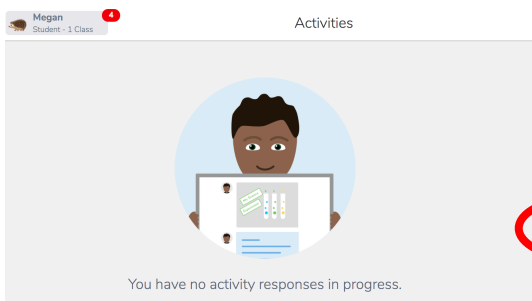 Megan
4
Student - 1 Class
Activities
You have no activity responses in progress.